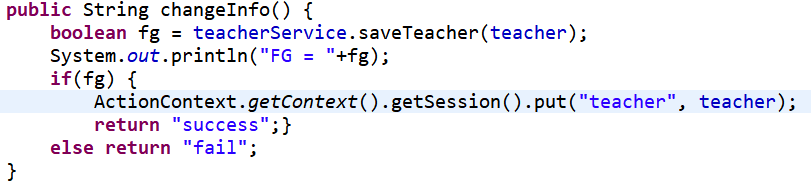 public String changeInfo() {
    boolean fg = teacherService.saveTeacher(teacher);
    System.out.println("FG = "+fg);
    if(fg) {
        ActionContext.getContext().getSession().put("teacher", teacher);
        return "success";}
    else return "fail";
}